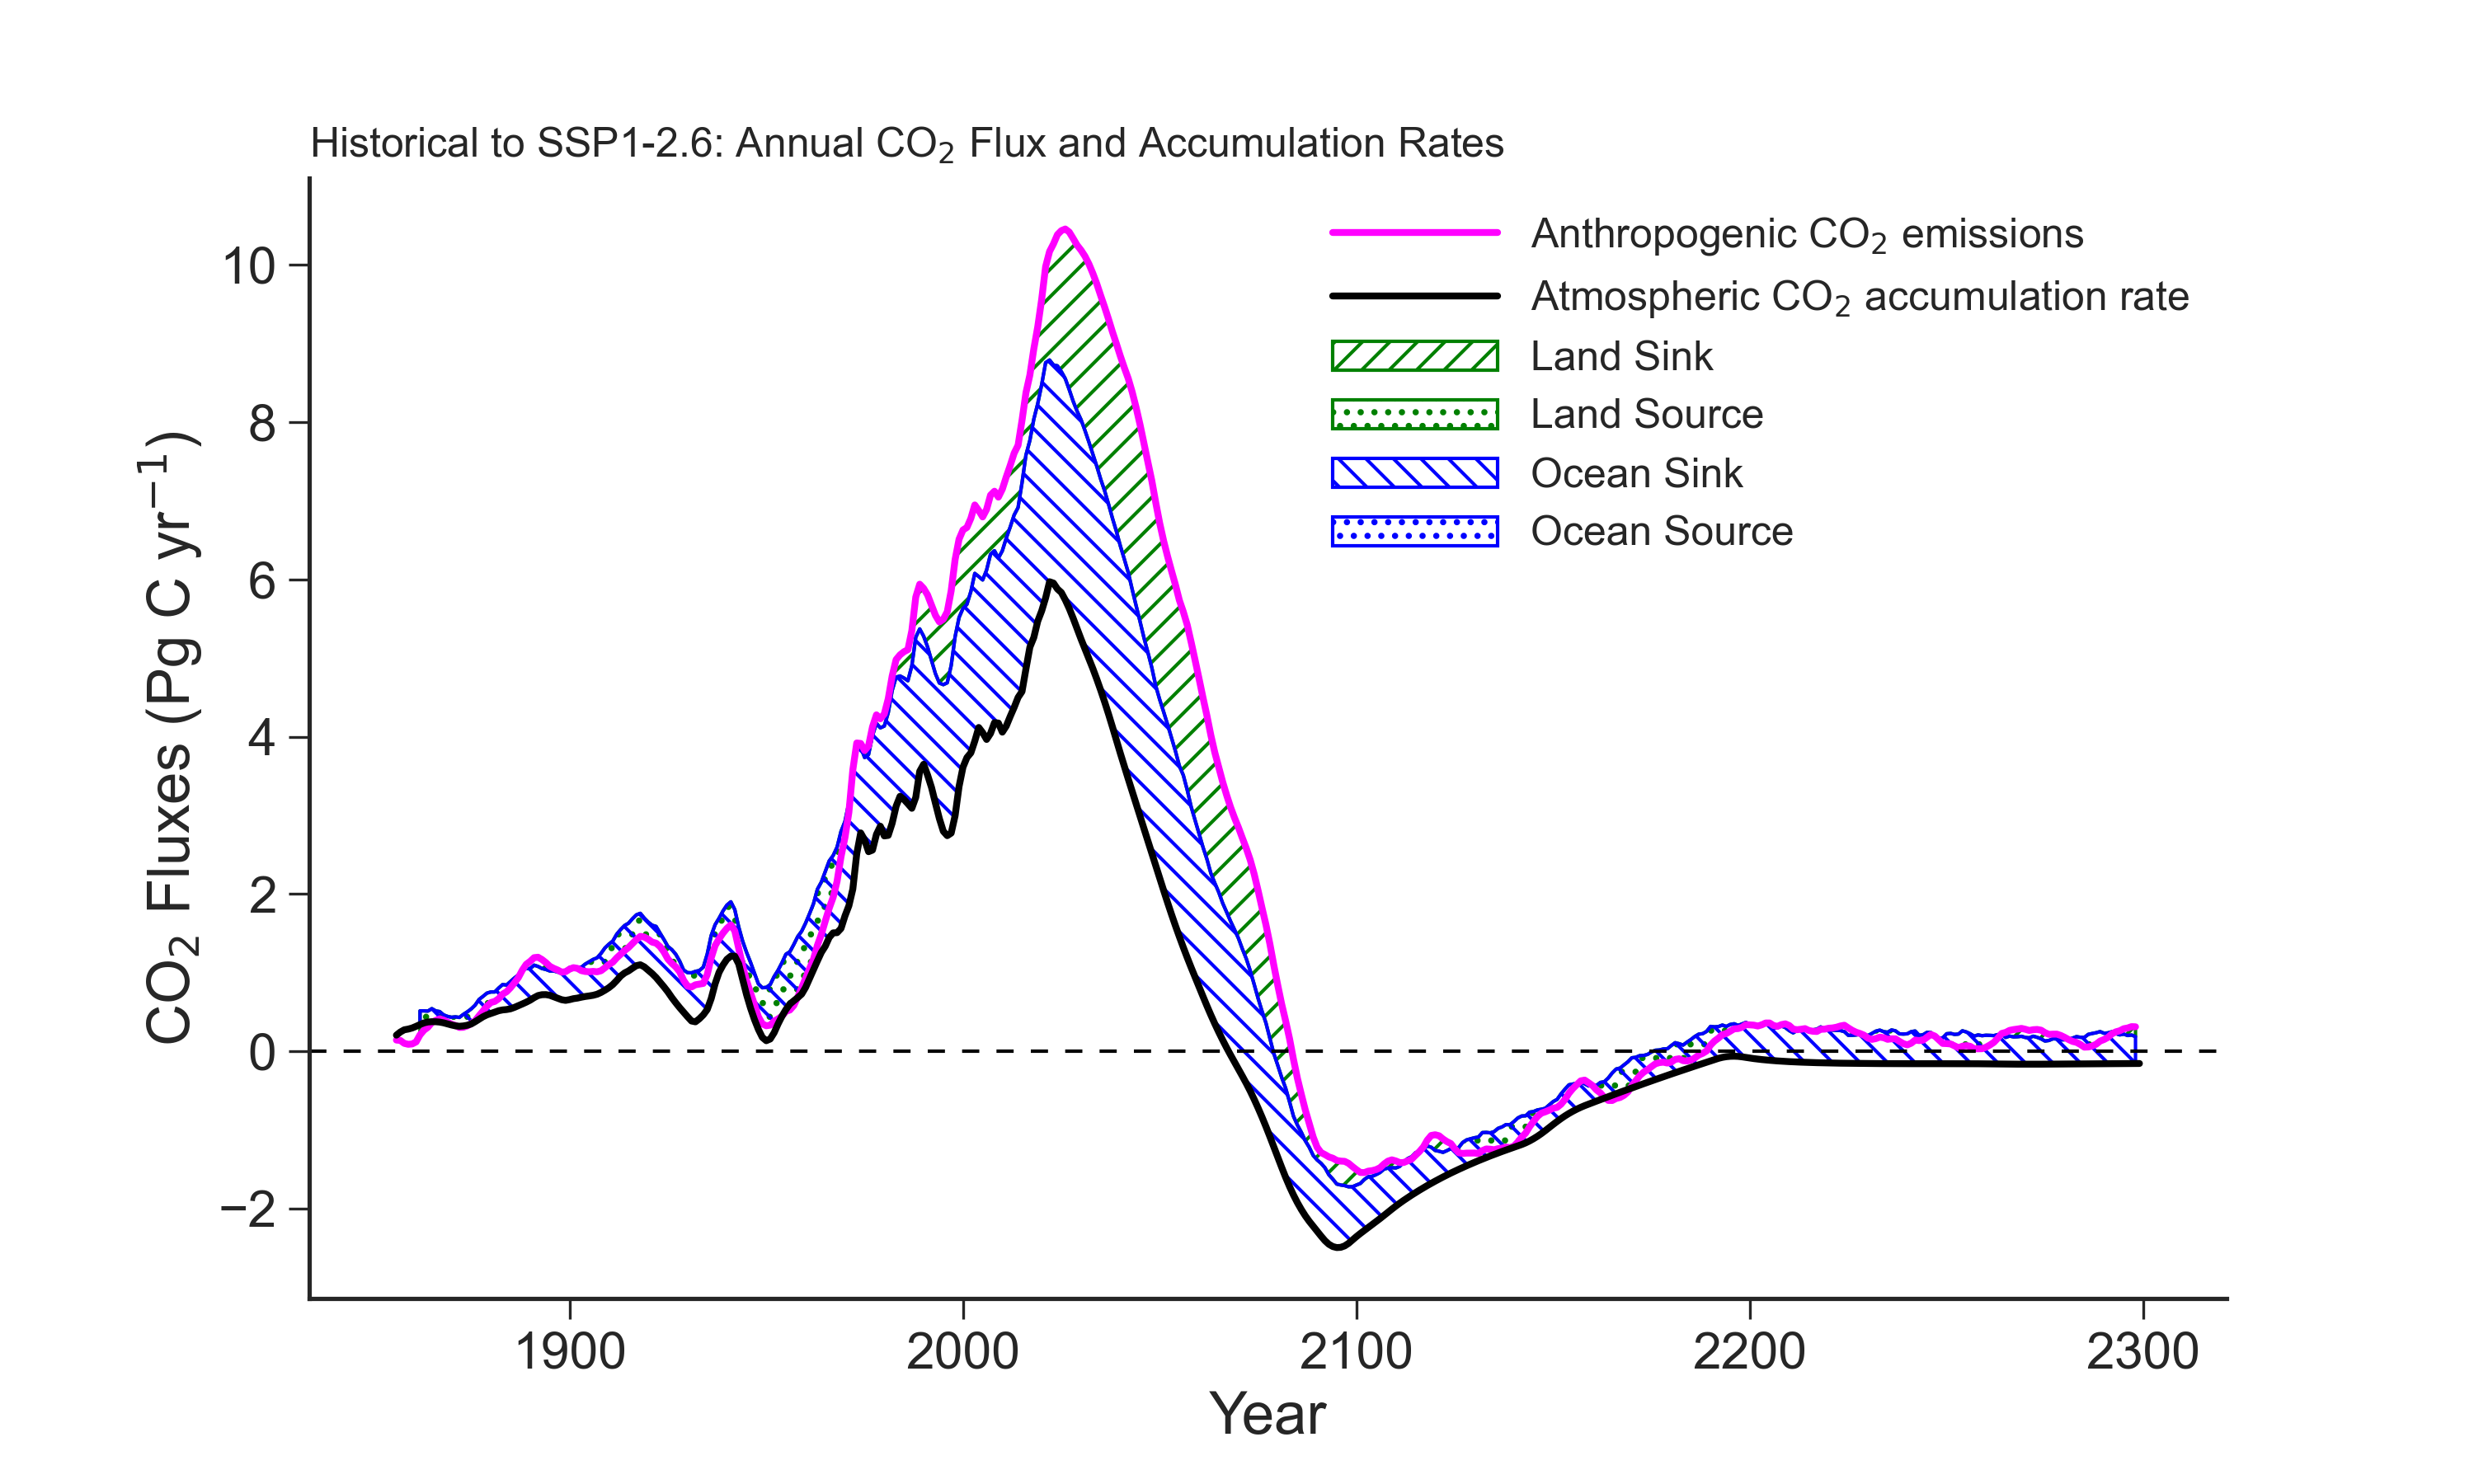 Historical to SSP1-2.6: Annual CO₂ Flux and Accumulation Rates
Anthropogenic CO₂ emissions
Atmospheric CO₂ accumulation rate
Land Sink
Land Source
Ocean Sink
Ocean Source
CO₂ Fluxes (Pg C yr⁻¹)
10
8
6
4
2
0
−2
1900 2000 2100 2200 2300
Year